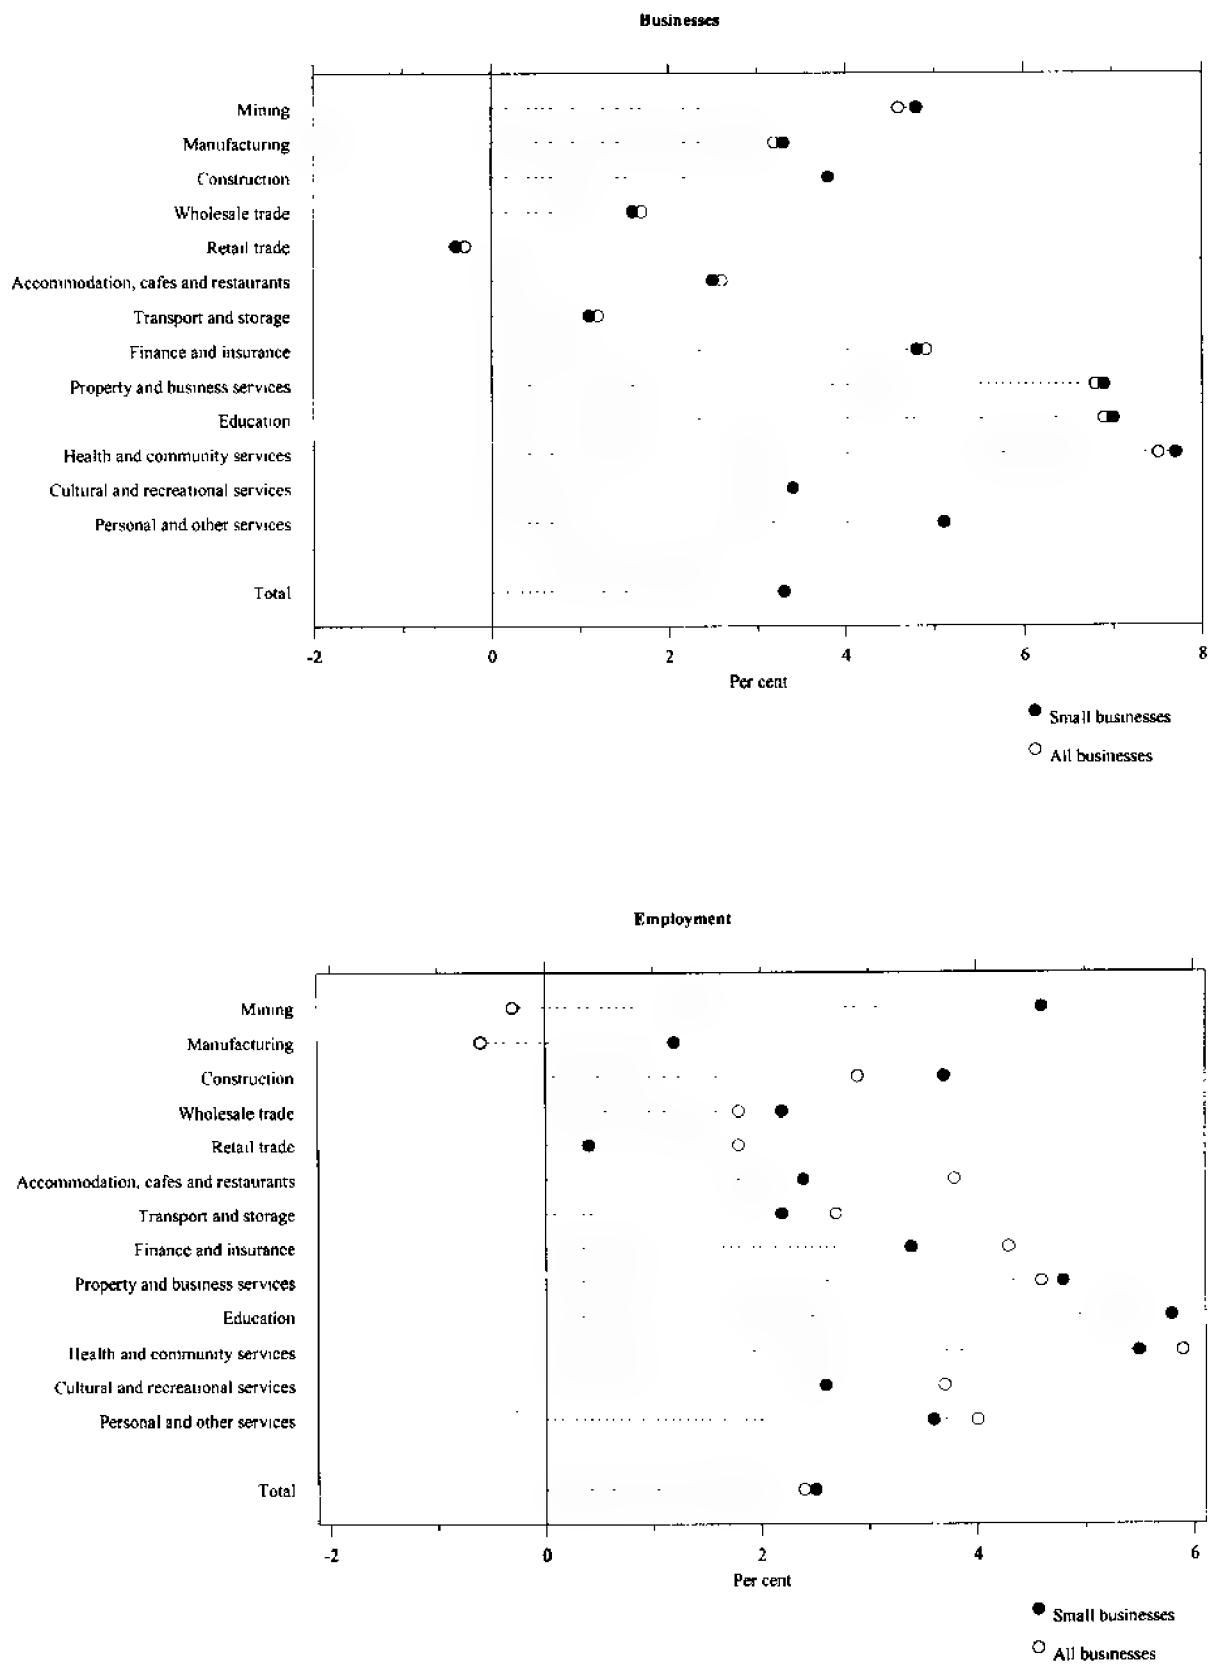 Businesses
Mining
Manufacturing
Construction
Wholesale trade
Retail trade
Accommodation, cafes and restaurants
Transport and storage
Finance and insurance
Property and business services
Education
Health and community services
Cultural and recreational services
Personal and other services
Total
-2 0 2 4 6 8
Per cent
Small businesses
All businesses
Employment
Mining
Manufacturing
Construction
Wholesale trade
Retail trade
Accommodation, cafes and restaurants
Transport and storage
Finance and insurance
Property and business services
Education
Health and community services
Cultural and recreational services
Personal and other services
Total
-2 0 2 4 6
Per cent
Small businesses
All businesses